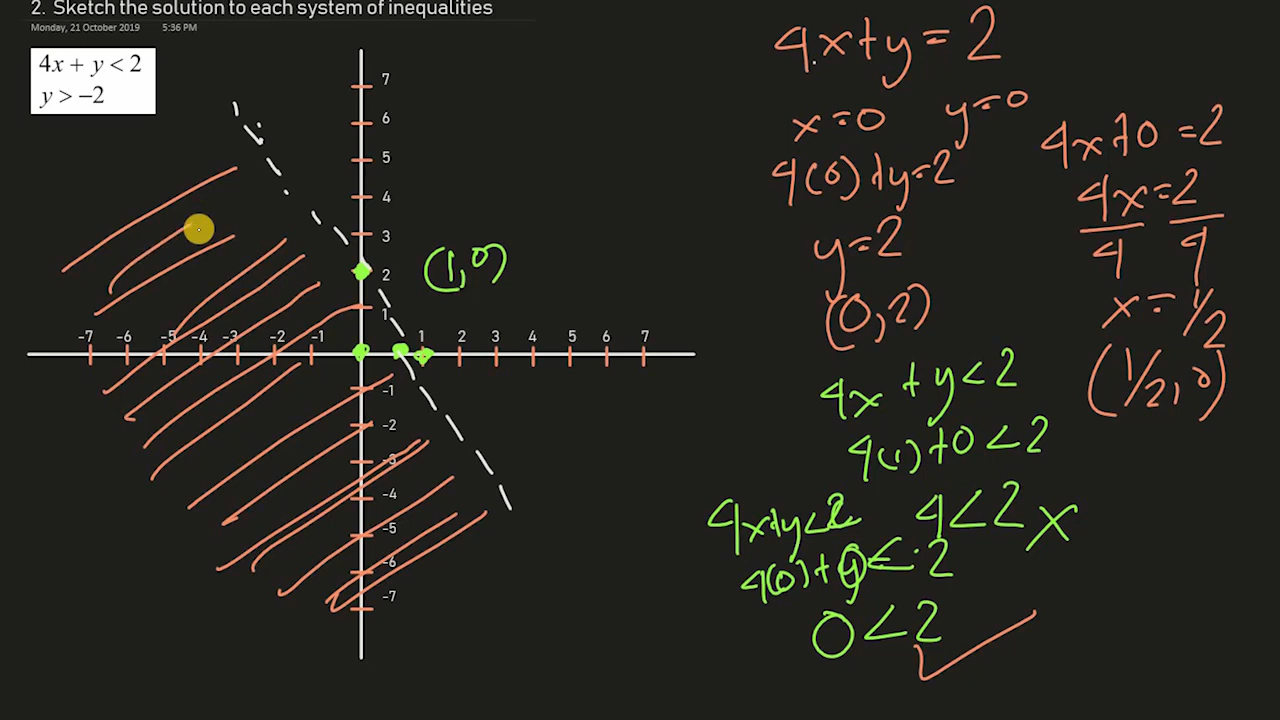 2. Sketch the solution to each system of inequalities
Monday, 21 October 2019 5:36 PM
4x + y < 2
y > −2
7
6
5
4
3
2
1
-7 -6 -5 -4 -3 -2 -1 1 2 3 4 5 6 7
-1
-2
-3
-4
-5
-6
-7
(1,0)
4x+y=2
x=0 y=0
4(0)+y=2
y=2
(0,2)
4x+0=2
4x=2
4 4
x=1/2
(1/2,0)
4x+y<2
4(1)+0<2
4<2 x
4x+y<2
4(0)+0<2
0<2